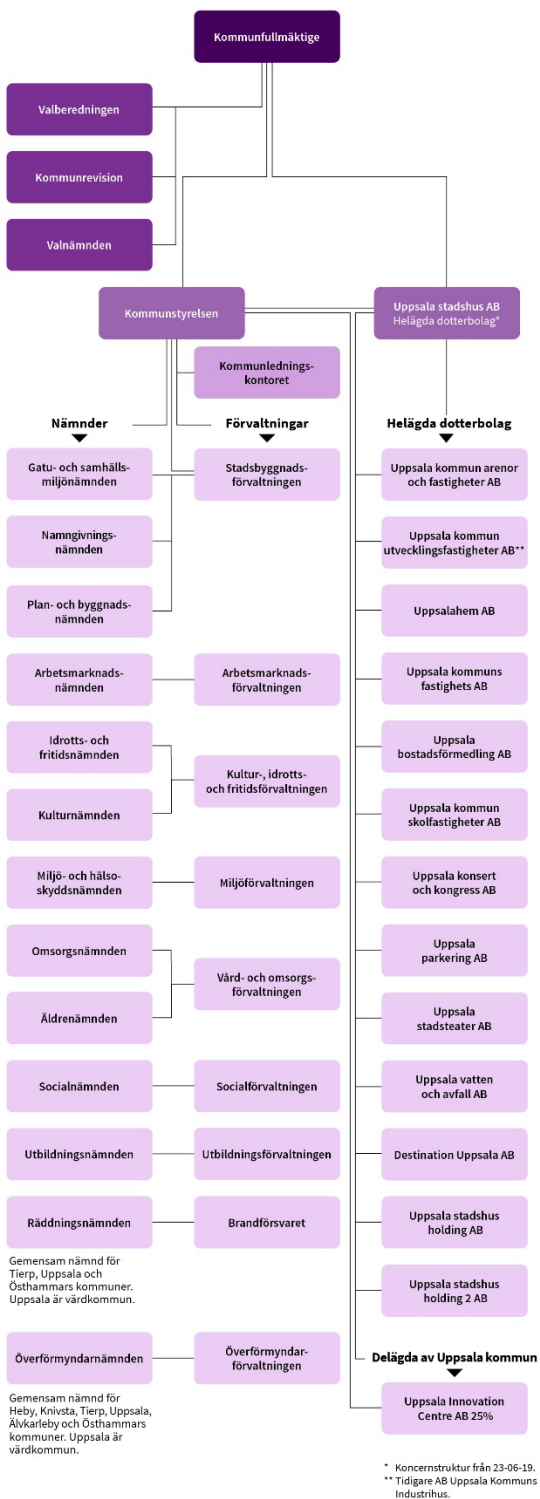 Kommunfullmäktige
Valberedningen
Kommunrevision
Valnämnden
Kommunstyrelsen
Uppsala stadshus AB
Helägda dotterbolag*
Kommunlednings-
kontoret
Nämnder
Förvaltningar
Helägda dotterbolag
Gatu- och samhälls-
miljönämnden
Stadsbyggnads-
förvaltningen
Uppsala kommun arenor
och fastigheter AB
Namngivnings-
nämnden
Uppsala kommun
utvecklingsfastigheter AB**
Plan- och byggnads-
nämnden
Uppsalahem AB
Arbetsmarknads-
nämnden
Arbetsmarknads-
förvaltningen
Uppsala kommuns
fastighets AB
Idrotts- och
fritidsnämnden
Kultur-, idrotts-
och fritidsförvaltningen
Uppsala
bostadsförmedling AB
Kulturnämnden
Uppsala kommun
skolfastigheter AB
Miljö- och hälso-
skyddsnämnden
Miljöförvaltningen
Uppsala konsert
och kongress AB
Omsorgsnämnden
Vård- och omsorgs-
förvaltningen
Uppsala
parkering AB
Äldrenämnden
Uppsala
stadsteater AB
Socialnämnden
Socialförvaltningen
Uppsala vatten
och avfall AB
Utbildningsnämnden
Utbildningsförvaltningen
Destination Uppsala AB
Räddningsnämnden
Brandförsvaret
Uppsala stadshus
holding AB
Gemensam nämnd för
Tierp, Uppsala och
Östhammars kommuner.
Uppsala är värdkommun.
Uppsala stadshus
holding 2 AB
Överförmyndarnämnden
Överförmyndar-
förvaltningen
Delägda av Uppsala kommun
Gemensam nämnd för
Heby, Knivsta, Tierp, Uppsala,
Älvkarleby och Östhammars
kommuner. Uppsala är
värdkommun.
Uppsala Innovation
Centre AB 25%
* Koncernstruktur från 23-06-19.
** Tidigare AB Uppsala Kommuns
Industrihus.